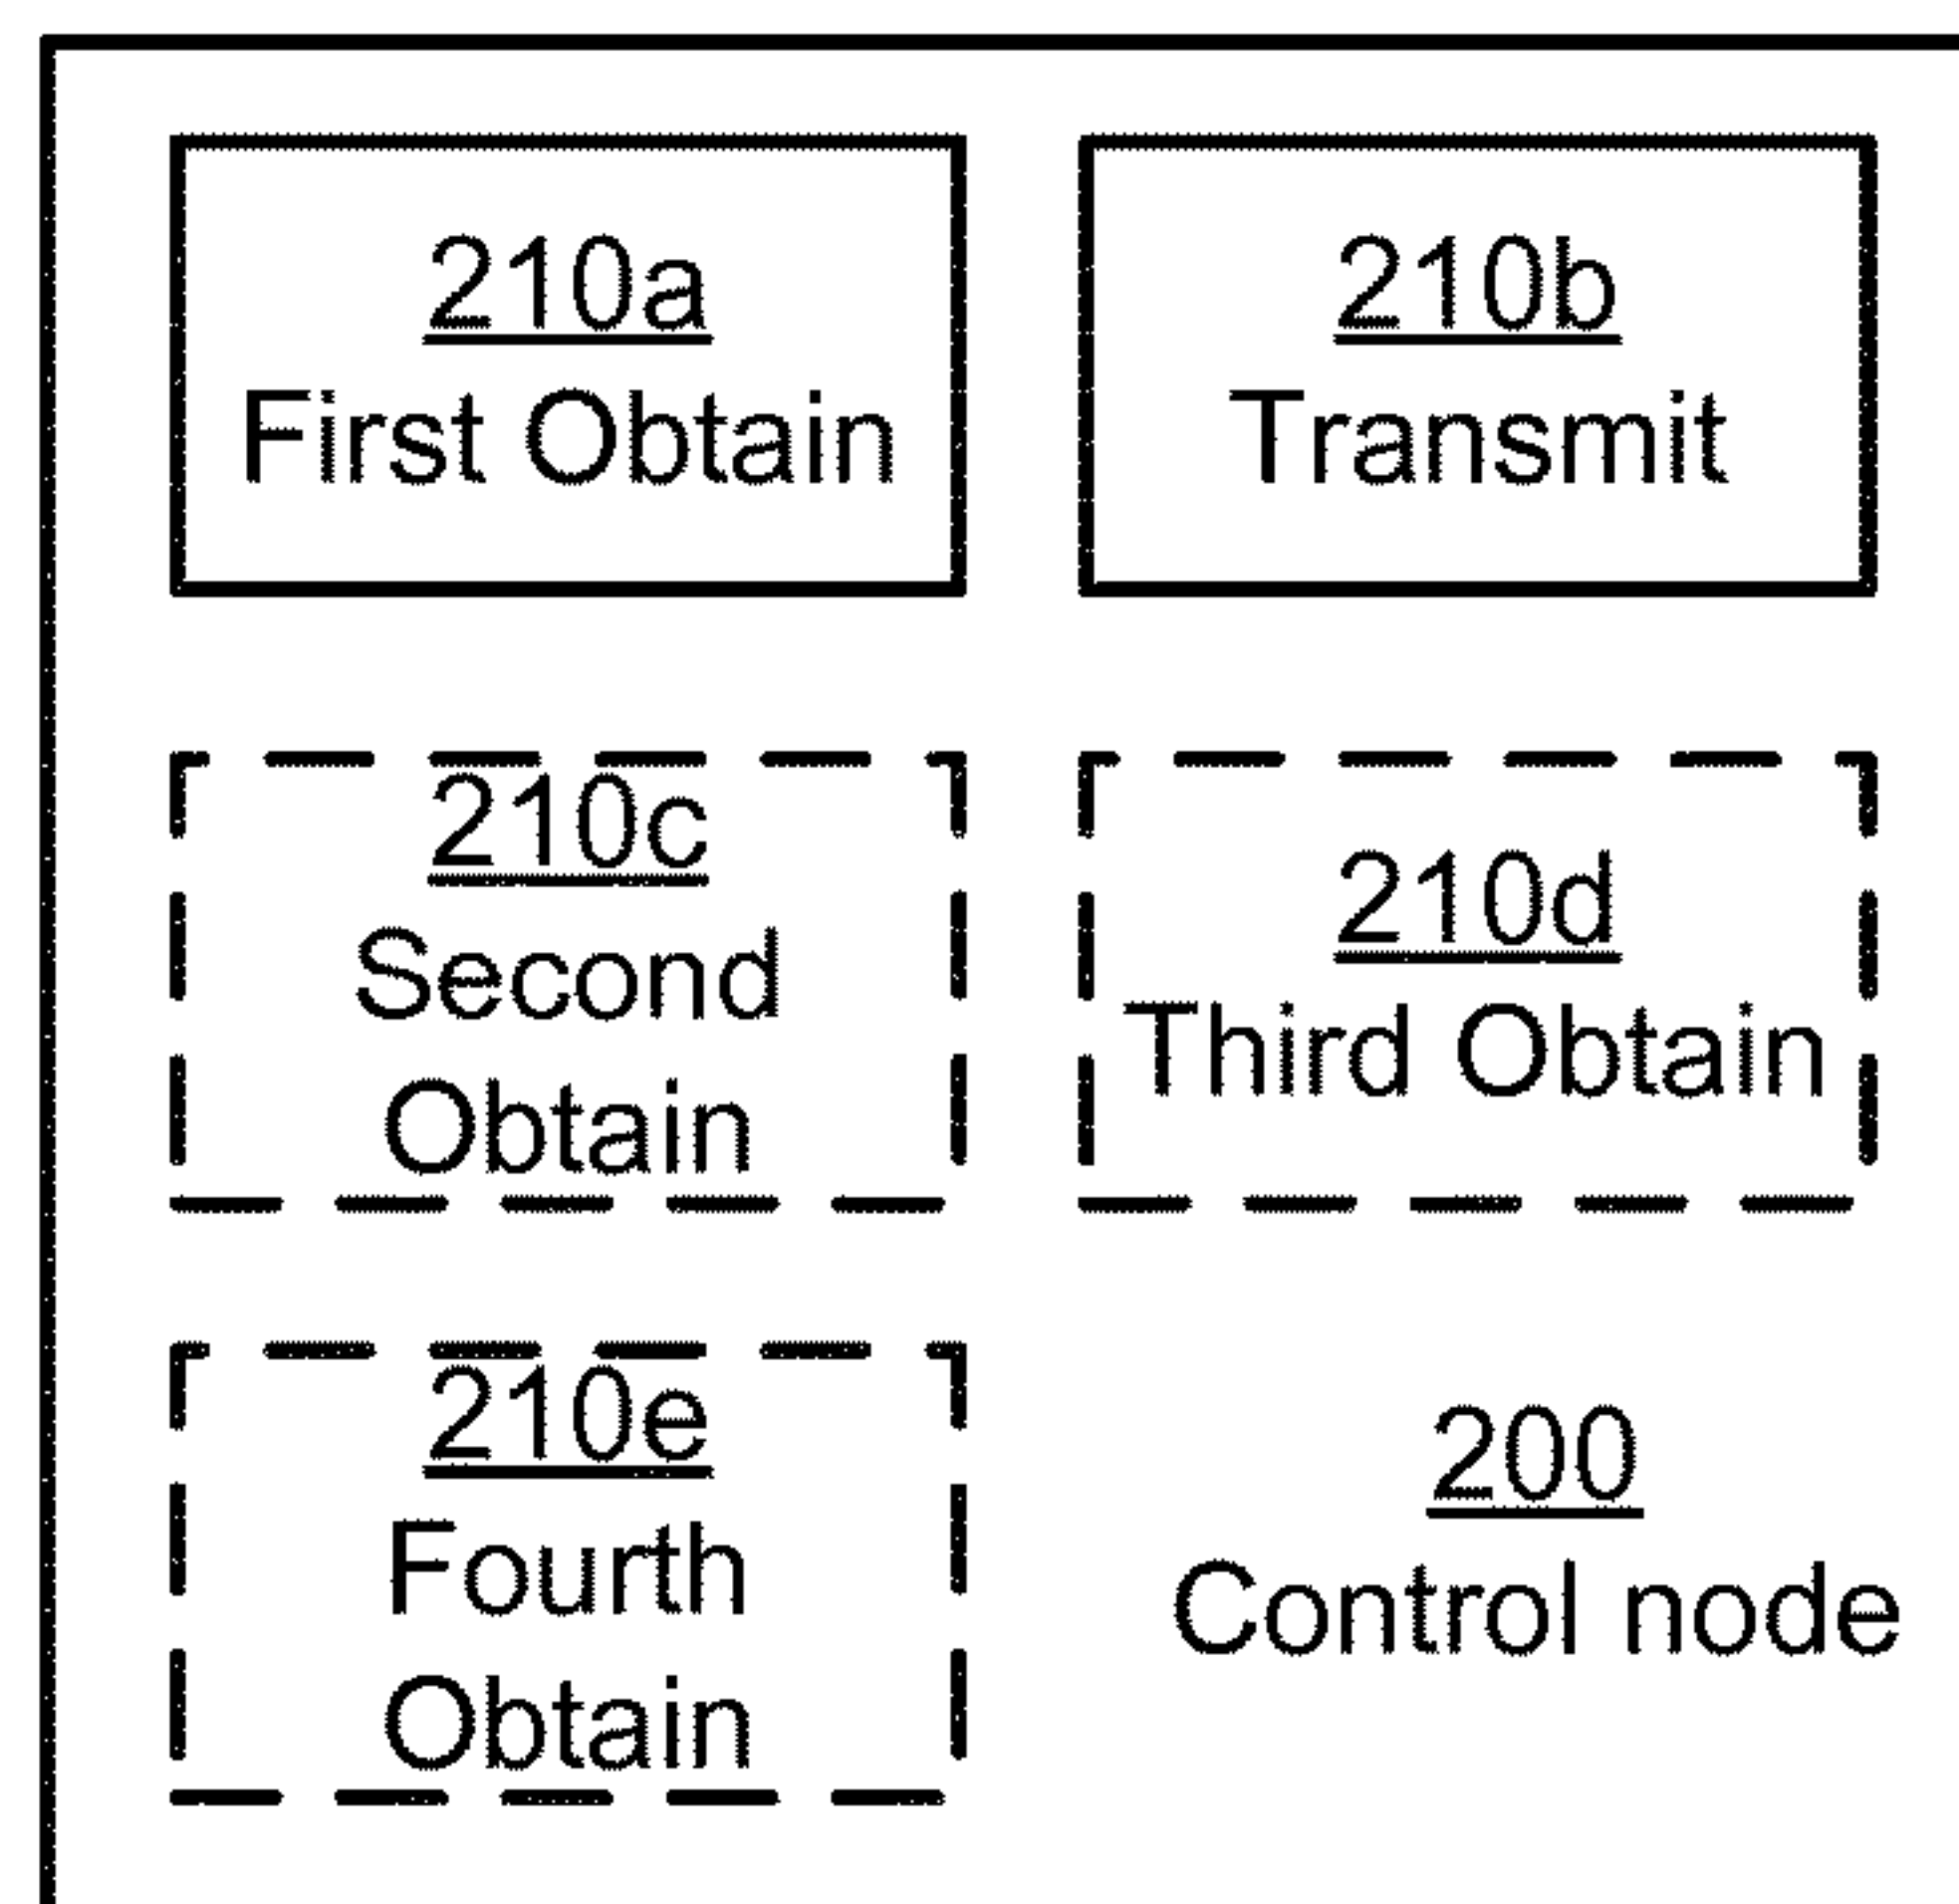 210a
First Obtain
210b
Transmit
210c
Second
Obtain
210d
Third Obtain
210e
Fourth
Obtain
200
Control node